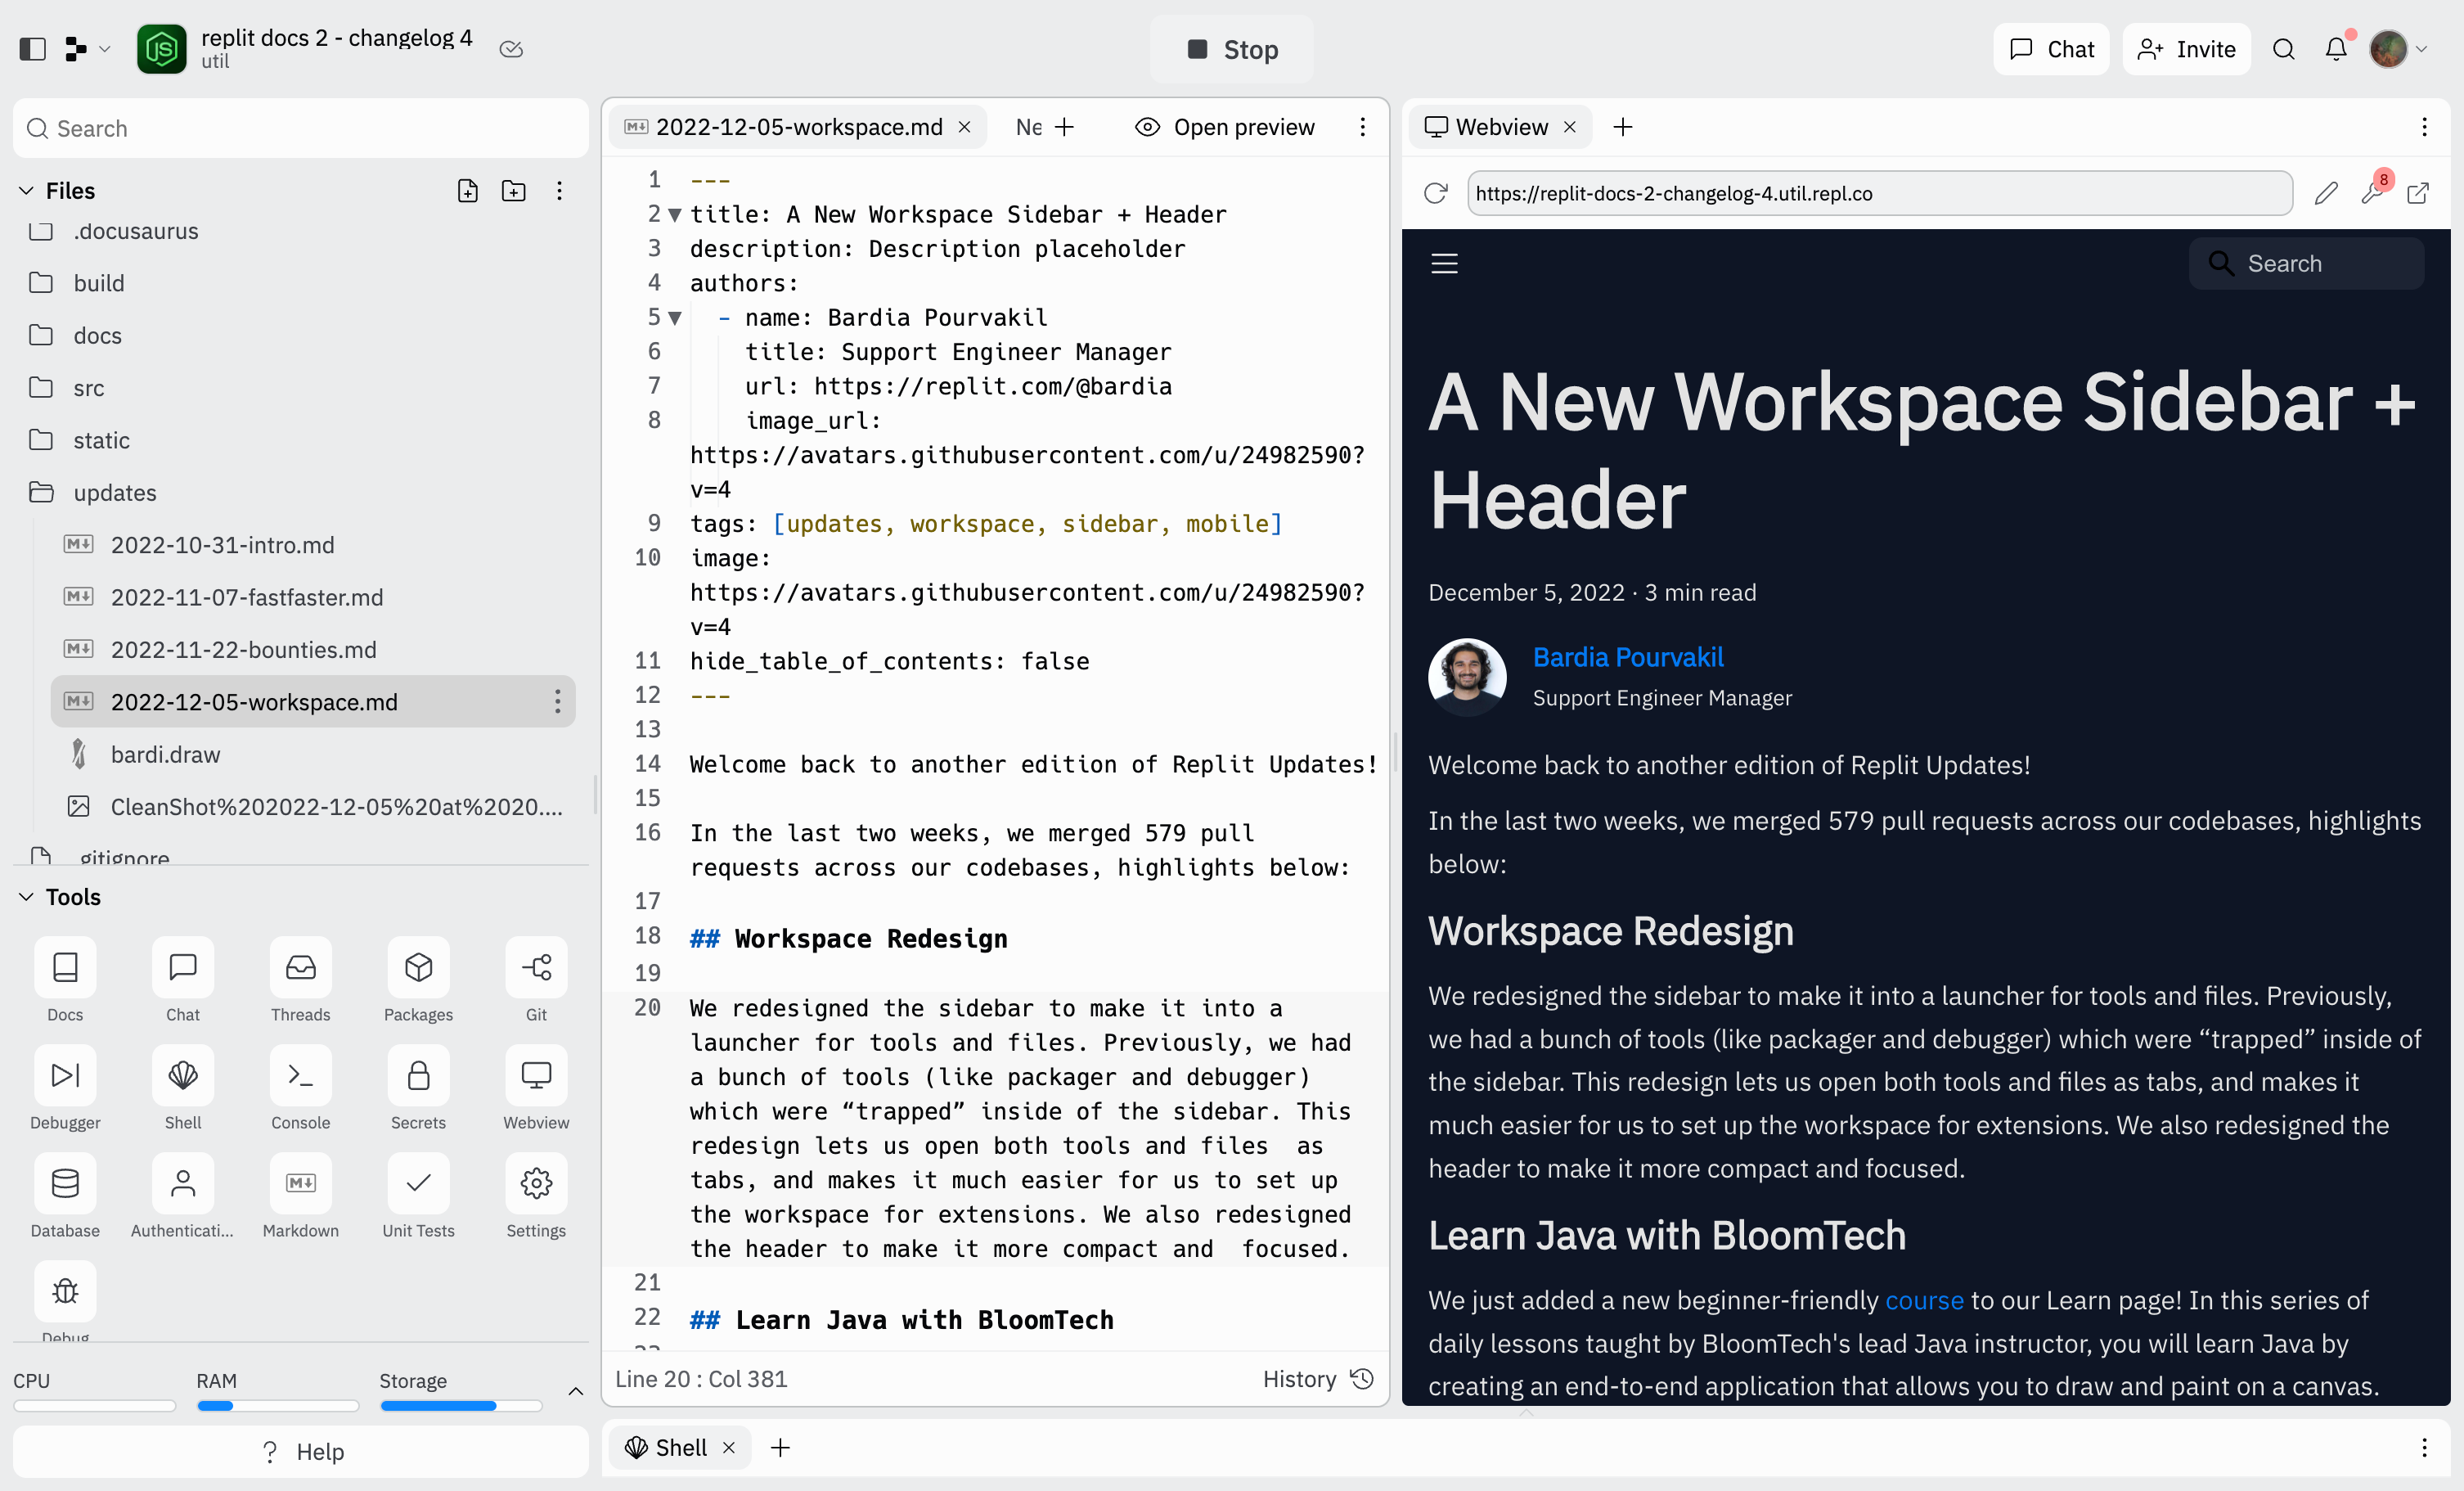 replit docs 2 - changelog 4
util
Stop
Chat
Invite
Search
Files
.docusaurus
build
docs
src
static
updates
2022-10-31-intro.md
2022-11-07-fastfaster.md
2022-11-22-bounties.md
2022-12-05-workspace.md
bardi.draw
CleanShot%202022-12-05%20at%2020....
.gitignore
Tools
Docs
Chat
Threads
Packages
Git
Debugger
Shell
Console
Secrets
Webview
Database
Authenticati...
Markdown
Unit Tests
Settings
Debug
CPU
RAM
Storage
? Help
2022-12-05-workspace.md
Ne
Open preview
1 ---
2 title: A New Workspace Sidebar + Header
3 description: Description placeholder
4 authors:
5 - name: Bardia Pourvakil
6 title: Support Engineer Manager
7 url: https://replit.com/@bardia
8 image_url:
https://avatars.githubusercontent.com/u/24982590?
v=4
9 tags: [updates, workspace, sidebar, mobile]
10 image:
https://avatars.githubusercontent.com/u/24982590?
v=4
11 hide_table_of_contents: false
12 ---
13
14 Welcome back to another edition of Replit Updates!
15
16 In the last two weeks, we merged 579 pull
requests across our codebases, highlights below:
17
18 ## Workspace Redesign
19
20 We redesigned the sidebar to make it into a
launcher for tools and files. Previously, we had
a bunch of tools (like packager and debugger)
which were “trapped” inside of the sidebar. This
redesign lets us open both tools and files  as
tabs, and makes it much easier for us to set up
the workspace for extensions. We also redesigned
the header to make it more compact and  focused.
21
22 ## Learn Java with BloomTech
23
Line 20 : Col 381
History
Shell
Webview
https://replit-docs-2-changelog-4.util.repl.co
8
Search
A New Workspace Sidebar +
Header
December 5, 2022 · 3 min read
Bardia Pourvakil
Support Engineer Manager
Welcome back to another edition of Replit Updates!
In the last two weeks, we merged 579 pull requests across our codebases, highlights
below:
Workspace Redesign
We redesigned the sidebar to make it into a launcher for tools and files. Previously,
we had a bunch of tools (like packager and debugger) which were “trapped” inside of
the sidebar. This redesign lets us open both tools and files as tabs, and makes it
much easier for us to set up the workspace for extensions. We also redesigned the
header to make it more compact and focused.
Learn Java with BloomTech
We just added a new beginner-friendly course to our Learn page! In this series of
daily lessons taught by BloomTech's lead Java instructor, you will learn Java by
creating an end-to-end application that allows you to draw and paint on a canvas.